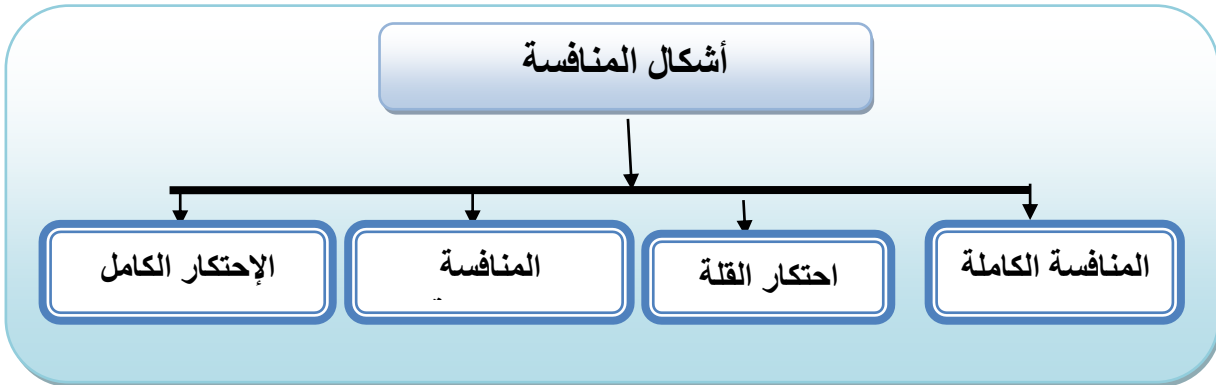 أشكال المنافسة
المنافسة الكاملة
احتكار القلة
المنافسة
الإحتكار الكامل